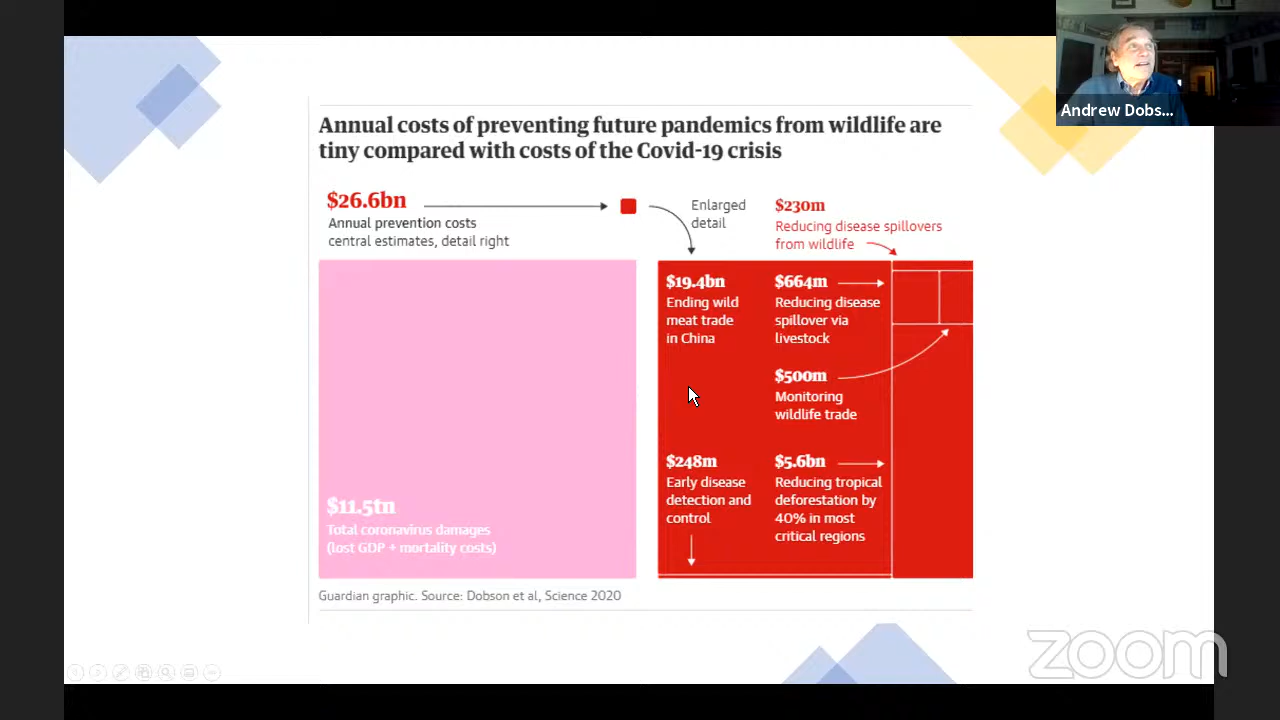 Andrew Dobs...
Annual costs of preventing future pandemics from wildlife are
tiny compared with costs of the Covid-19 crisis
$26.6bn
Annual prevention costs
central estimates, detail right
Enlarged
detail
$230m
Reducing disease spillovers
from wildlife
$11.5tn
Total coronavirus damages
(lost GDP + mortality costs)
$19.4bn
Ending wild
meat trade
in China
$664m
Reducing disease
spillover via
livestock
$500m
Monitoring
wildlife trade
$248m
Early disease
detection and
control
$5.6bn
Reducing tropical
deforestation by
40% in most
critical regions
Guardian graphic. Source: Dobson et al, Science 2020
zoom